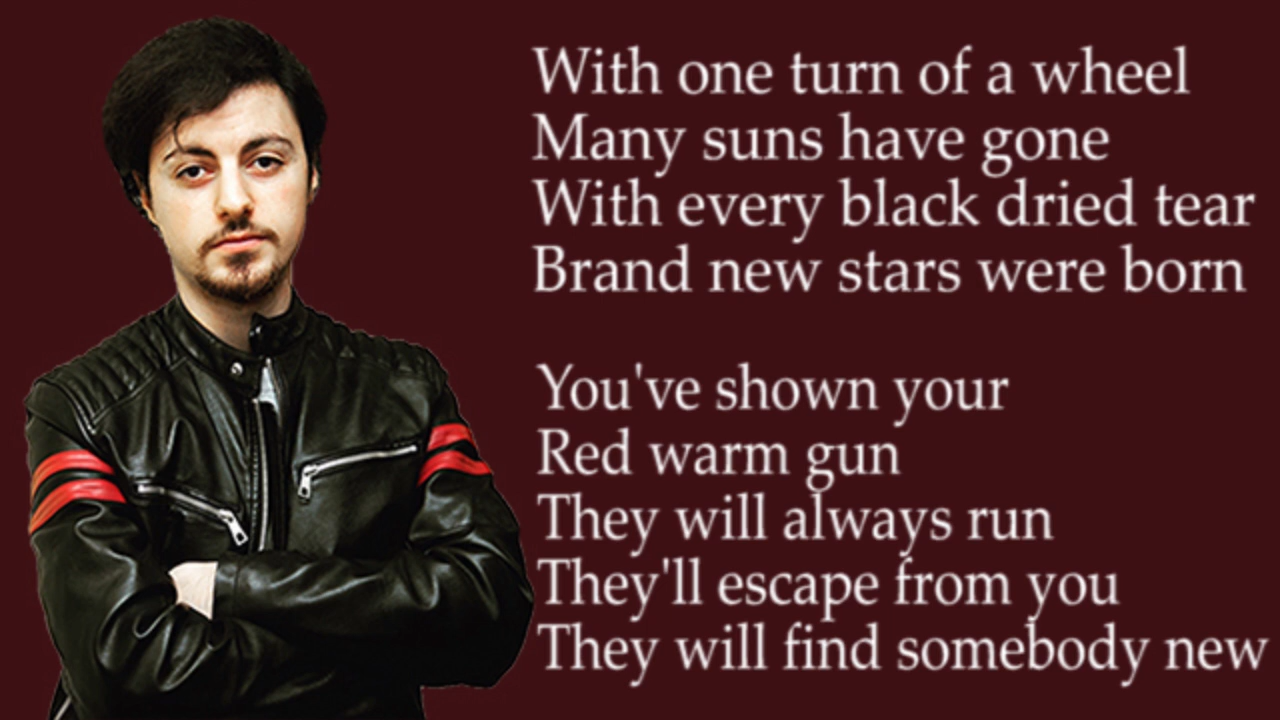 With one turn of a wheel
Many suns have gone
With every black dried tear
Brand new stars were born
You've shown your
Red warm gun
They will always run
They'll escape from you
They will find somebody new